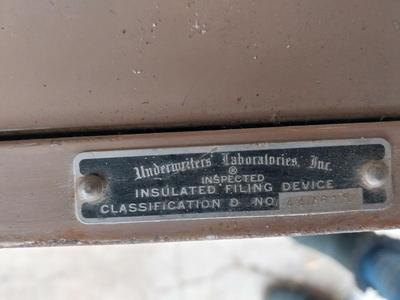 Underwriters' Laboratories, Inc.
®
INSPECTED
INSULATED FILING DEVICE
CLASSIFICATION D NO.